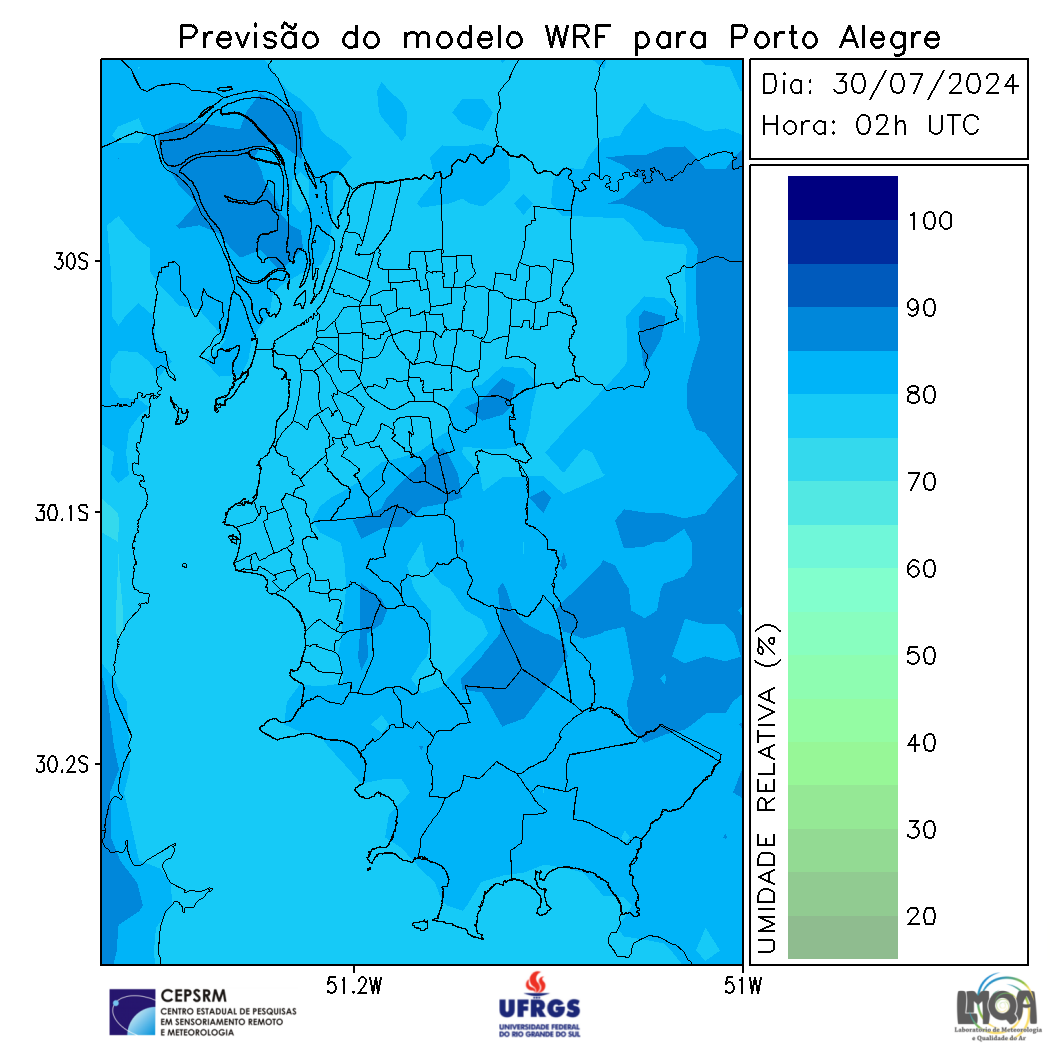 Previsão do modelo WRF para Porto Alegre
Dia: 30/07/2024
Hora: 02h UTC
100
90
80
70
60
50
40
30
20
UMIDADE RELATIVA (%)
30S
30.1S
30.2S
51.2W
51W
CEPSRM
CENTRO ESTADUAL DE PESQUISAS
EM SENSORIAMENTO REMOTO
E METEOROLOGIA
UFRGS
UNIVERSIDADE FEDERAL
DO RIO GRANDE DO SUL
LMQA
Laboratório de Meteorologia
e Qualidade do Ar